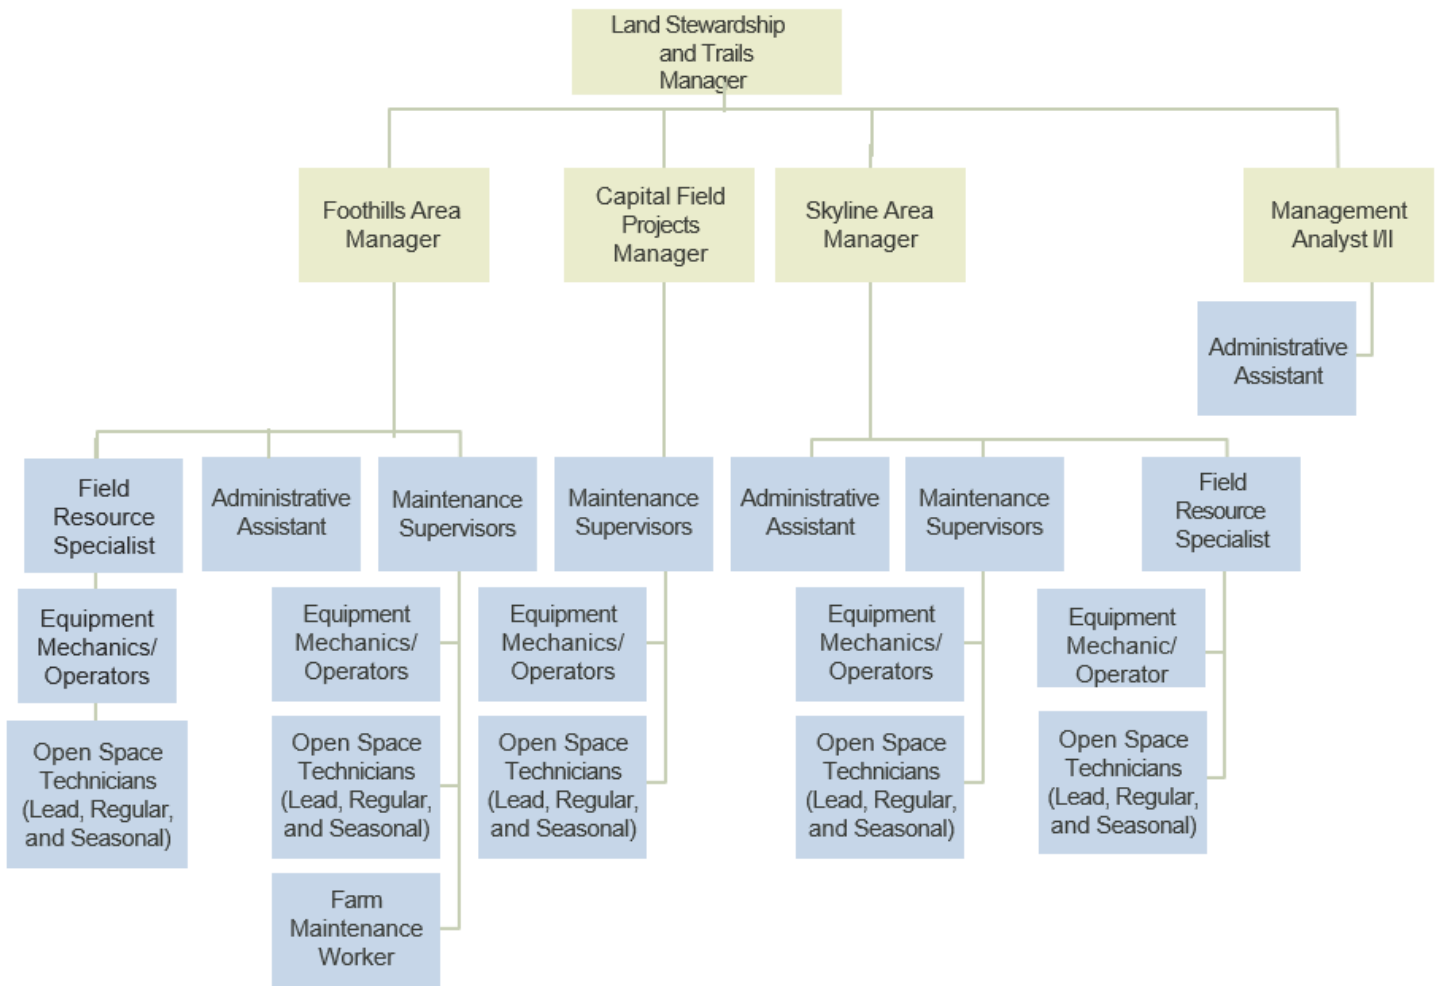 Land Stewardship
and Trails
Manager
Foothills Area
Manager
Capital Field
Projects
Manager
Skyline Area
Manager
Management
Analyst I/II
Administrative
Assistant
Field
Resource
Specialist
Administrative
Assistant
Maintenance
Supervisors
Maintenance
Supervisors
Administrative
Assistant
Maintenance
Supervisors
Field
Resource
Specialist
Equipment
Mechanics/
Operators
Equipment
Mechanics/
Operators
Equipment
Mechanics/
Operators
Equipment
Mechanics/
Operators
Equipment
Mechanic/
Operator
Open Space
Technicians
(Lead, Regular,
and Seasonal)
Open Space
Technicians
(Lead, Regular,
and Seasonal)
Open Space
Technicians
(Lead, Regular,
and Seasonal)
Open Space
Technicians
(Lead, Regular,
and Seasonal)
Open Space
Technicians
(Lead, Regular,
and Seasonal)
Farm
Maintenance
Worker